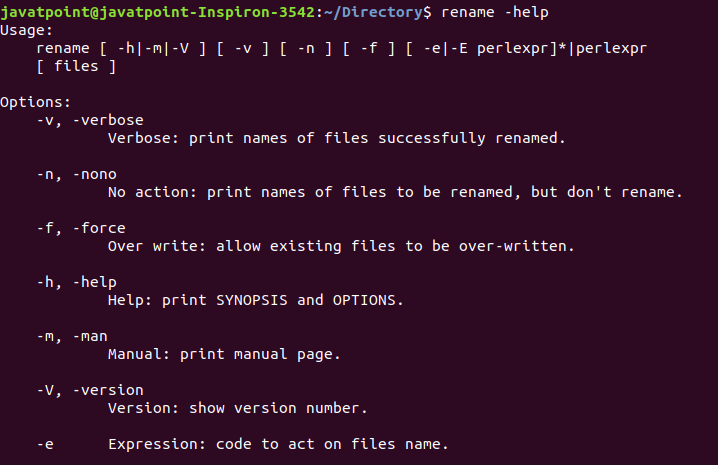 javatpoint@javatpoint-Inspiron-3542:~/Directory$ rename -help
Usage:
    rename [ -h|-m|-V ] [ -v ] [ -n ] [ -f ] [ -e|-E perlexpr]*|perlexpr
    [ files ]

Options:
    -v, -verbose
            Verbose: print names of files successfully renamed.

    -n, -nono
            No action: print names of files to be renamed, but don't rename.

    -f, -force
            Over write: allow existing files to be over-written.

    -h, -help
            Help: print SYNOPSIS and OPTIONS.

    -m, -man
            Manual: print manual page.

    -V, -version
            Version: show version number.

    -e      Expression: code to act on files name.